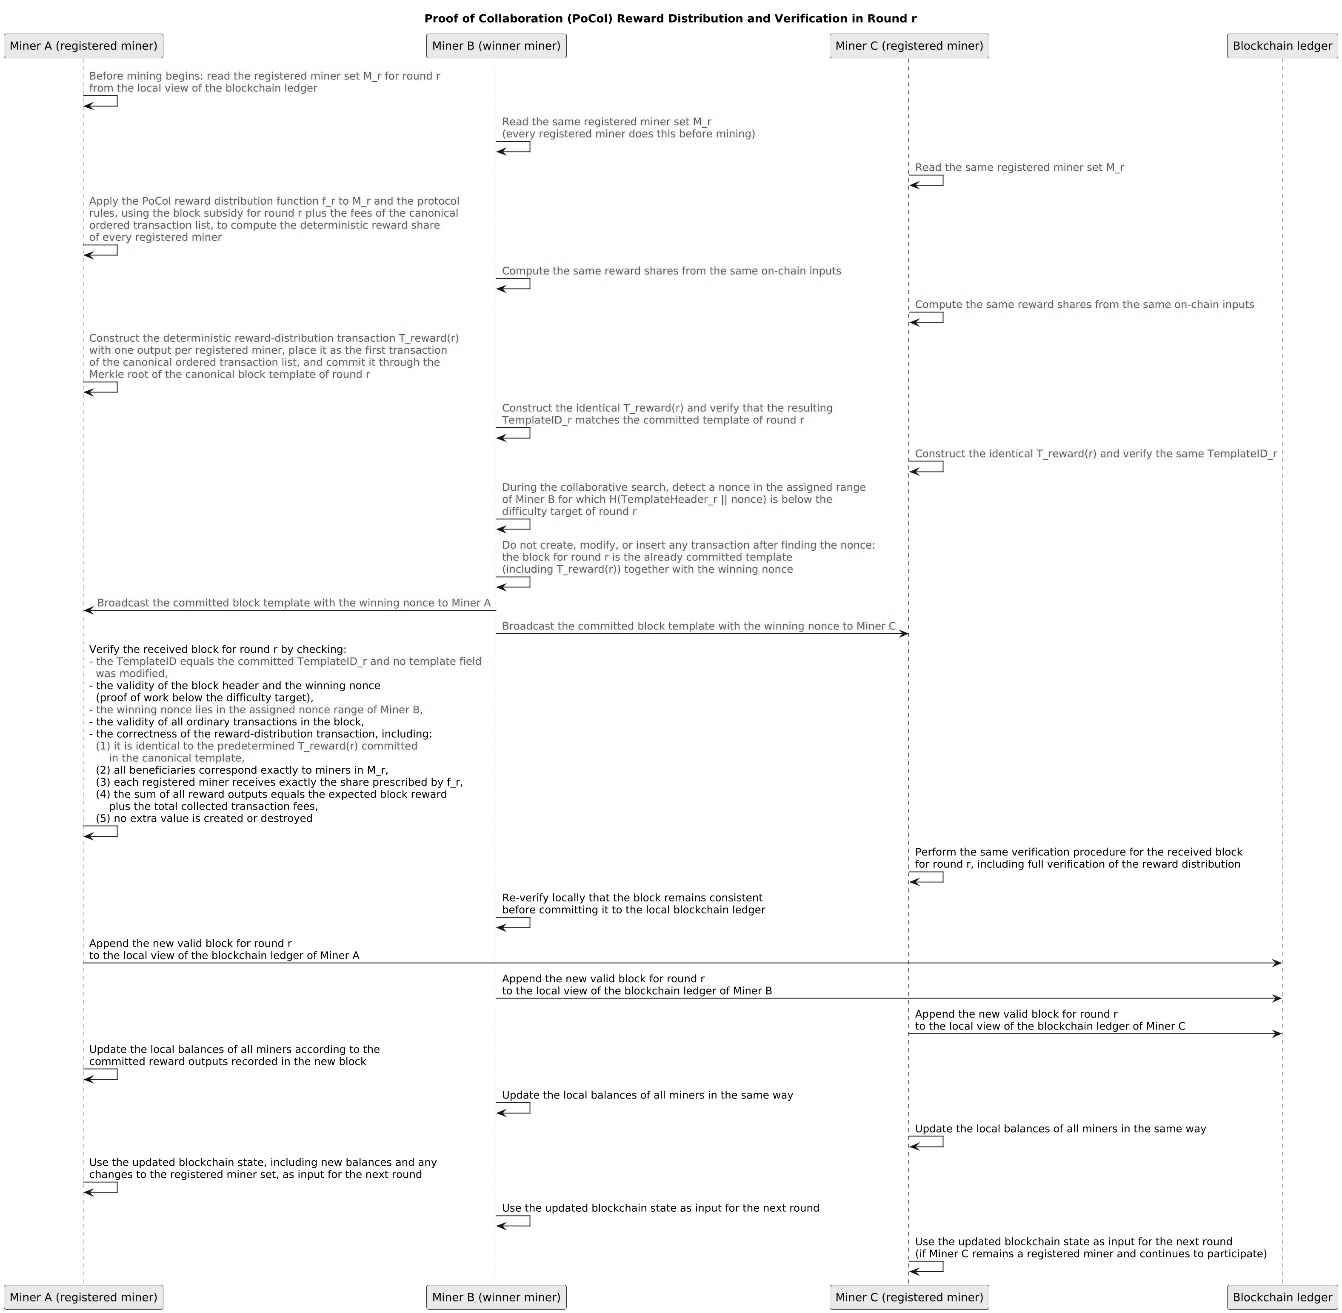 Proof of Collaboration (PoCol) Reward Distribution and Verification in Round r
Miner A (registered miner)
Miner B (winner miner)
Miner C (registered miner)
Blockchain ledger
Before mining begins: read the registered miner set M_r for round r
from the local view of the blockchain ledger
Read the same registered miner set M_r
(every registered miner does this before mining)
Read the same registered miner set M_r
Apply the PoCol reward distribution function f_r to M_r and the protocol
rules, using the block subsidy for round r plus the fees of the canonical
ordered transaction list, to compute the deterministic reward share
of every registered miner
Compute the same reward shares from the same on-chain inputs
Compute the same reward shares from the same on-chain inputs
Construct the deterministic reward-distribution transaction T_reward(r)
with one output per registered miner, place it as the first transaction
of the canonical ordered transaction list, and commit it through the
Merkle root of the canonical block template of round r
Construct the identical T_reward(r) and verify that the resulting
TemplateID_r matches the committed template of round r
Construct the identical T_reward(r) and verify the same TemplateID_r
During the collaborative search, detect a nonce in the assigned range
of Miner B for which H(TemplateHeader_r || nonce) is below the
difficulty target of round r
Do not create, modify, or insert any transaction after finding the nonce:
the block for round r is the already committed template
(including T_reward(r)) together with the winning nonce
Broadcast the committed block template with the winning nonce to Miner A
Broadcast the committed block template with the winning nonce to Miner C
Verify the received block for round r by checking:
- the TemplateID equals the committed TemplateID_r and no template field
was modified,
- the validity of the block header and the winning nonce
(proof of work below the difficulty target),
- the winning nonce lies in the assigned nonce range of Miner B,
- the validity of all ordinary transactions in the block,
- the correctness of the reward-distribution transaction, including:
(1) it is identical to the predetermined T_reward(r) committed
in the canonical template,
(2) all beneficiaries correspond exactly to miners in M_r,
(3) each registered miner receives exactly the share prescribed by f_r,
(4) the sum of all reward outputs equals the expected block reward
plus the total collected transaction fees,
(5) no extra value is created or destroyed
Perform the same verification procedure for the received block
for round r, including full verification of the reward distribution
Re-verify locally that the block remains consistent
before committing it to the local blockchain ledger
Append the new valid block for round r
to the local view of the blockchain ledger of Miner A
Append the new valid block for round r
to the local view of the blockchain ledger of Miner B
Append the new valid block for round r
to the local view of the blockchain ledger of Miner C
Update the local balances of all miners according to the
committed reward outputs recorded in the new block
Update the local balances of all miners in the same way
Update the local balances of all miners in the same way
Use the updated blockchain state, including new balances and any
changes to the registered miner set, as input for the next round
Use the updated blockchain state as input for the next round
Use the updated blockchain state as input for the next round
(if Miner C remains a registered miner and continues to participate)
Miner A (registered miner)
Miner B (winner miner)
Miner C (registered miner)
Blockchain ledger